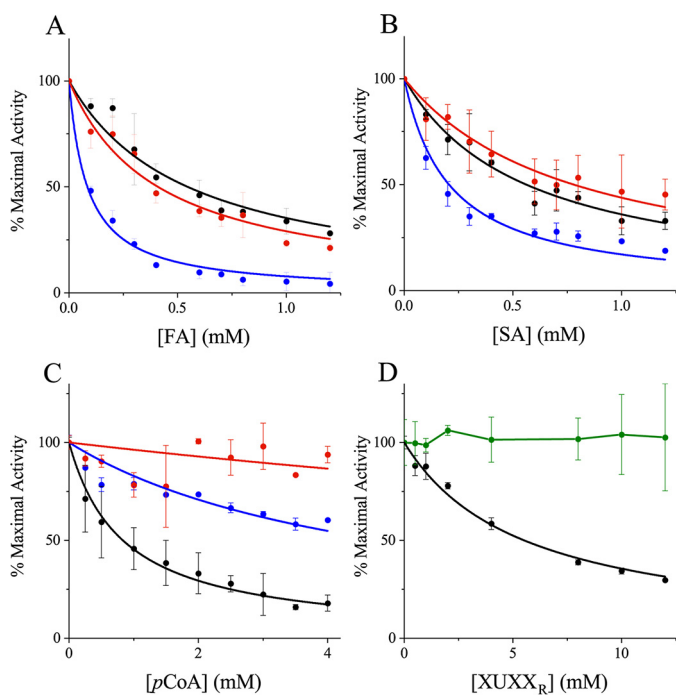 A
% Maximal Activity
100
50
0
0.0
0.5
1.0
[FA] (mM)
B
% Maximal Activity
100
50
0
0.0
0.5
1.0
[SA] (mM)
C
% Maximal Activity
100
50
0
0
2
4
[pCoA] (mM)
D
% Maximal Activity
100
50
0
0
5
10
[XUXX_R] (mM)